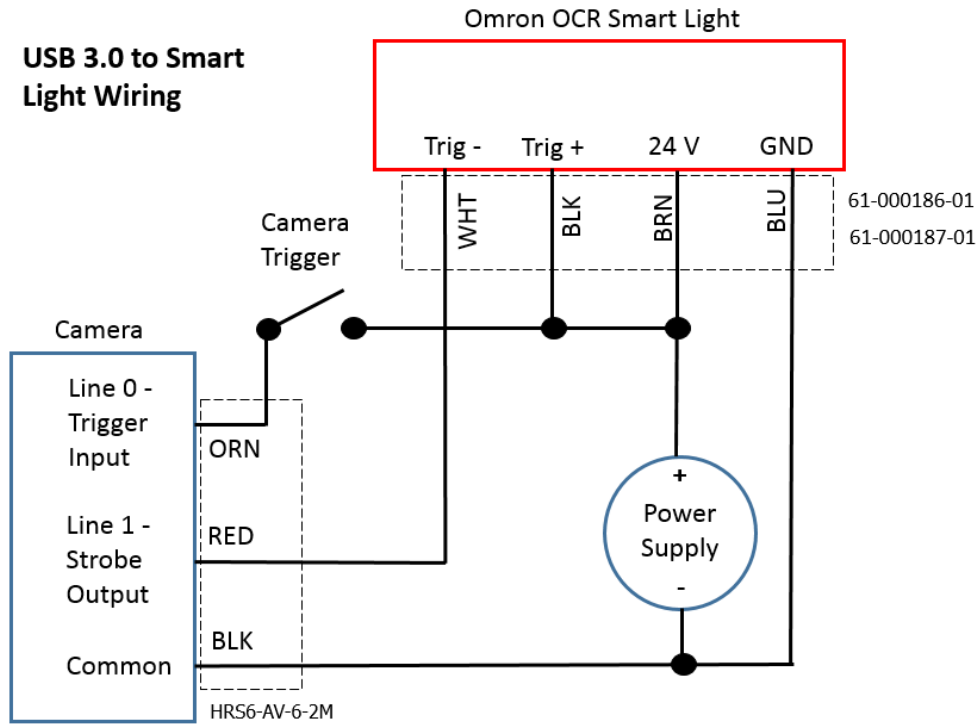 Omron OCR Smart Light
USB 3.0 to Smart
Light Wiring
Trig -
Trig +
24 V
GND
WHT
BLK
BRN
BLU
61-000186-01
61-000187-01
Camera
Trigger
Camera
Line 0 -
Trigger
Input
ORN
Line 1 -
Strobe
Output
RED
+
Power
Supply
-
BLK
Common
HRS6-AV-6-2M